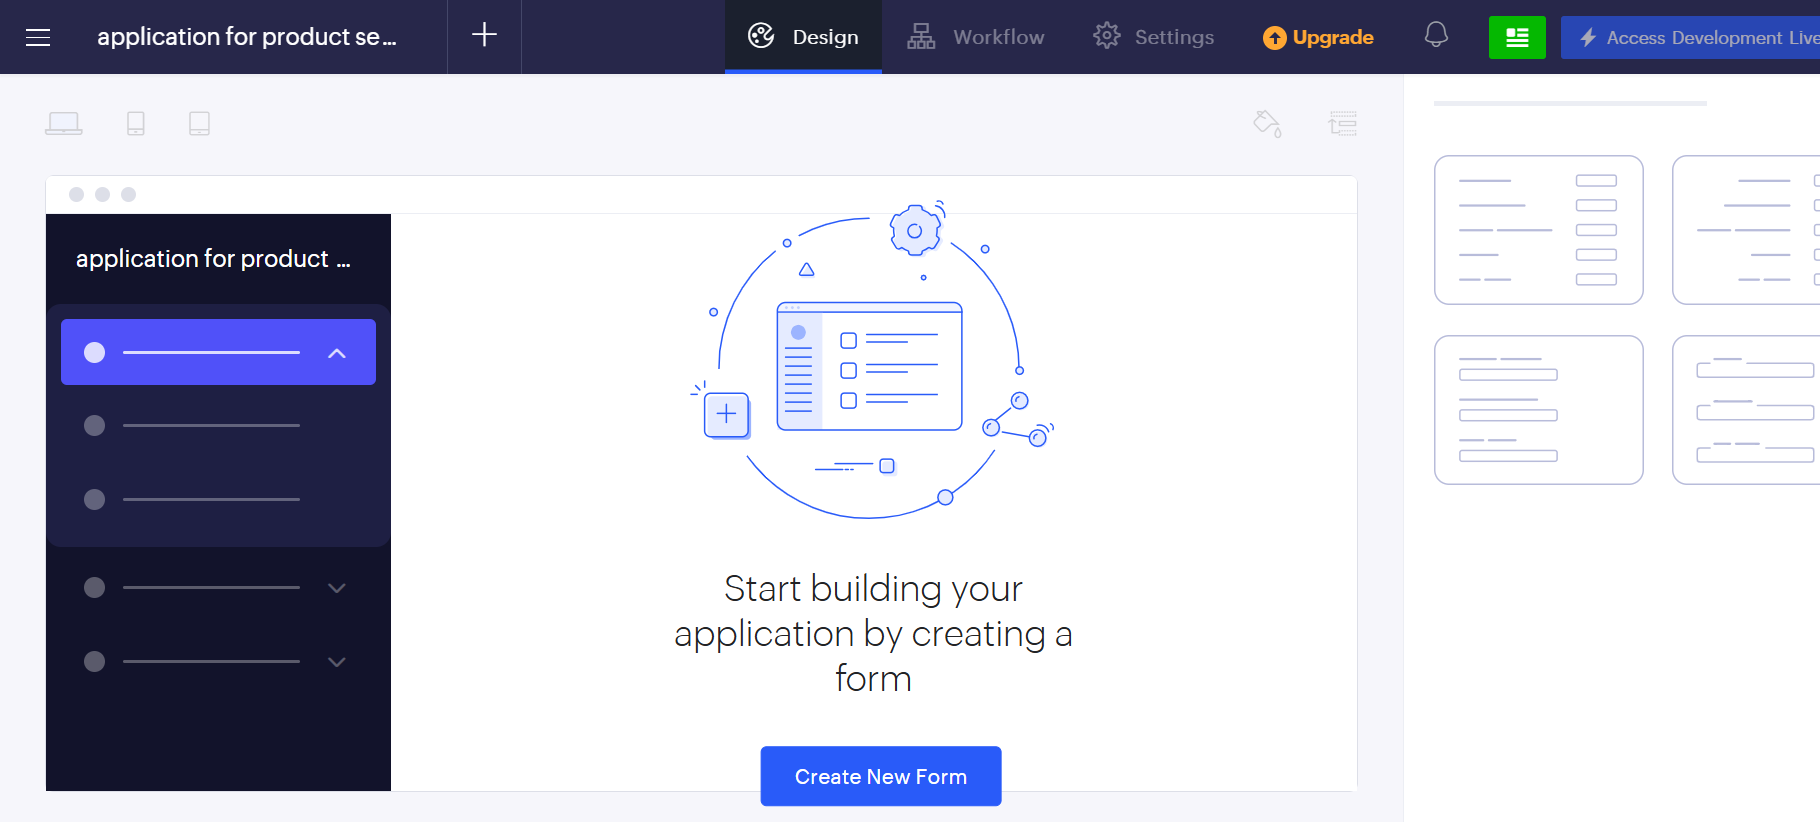 application for product se...
Design
Workflow
Settings
Upgrade
Access Development Live
application for product ...
Start building your
application by creating a
form
Create New Form